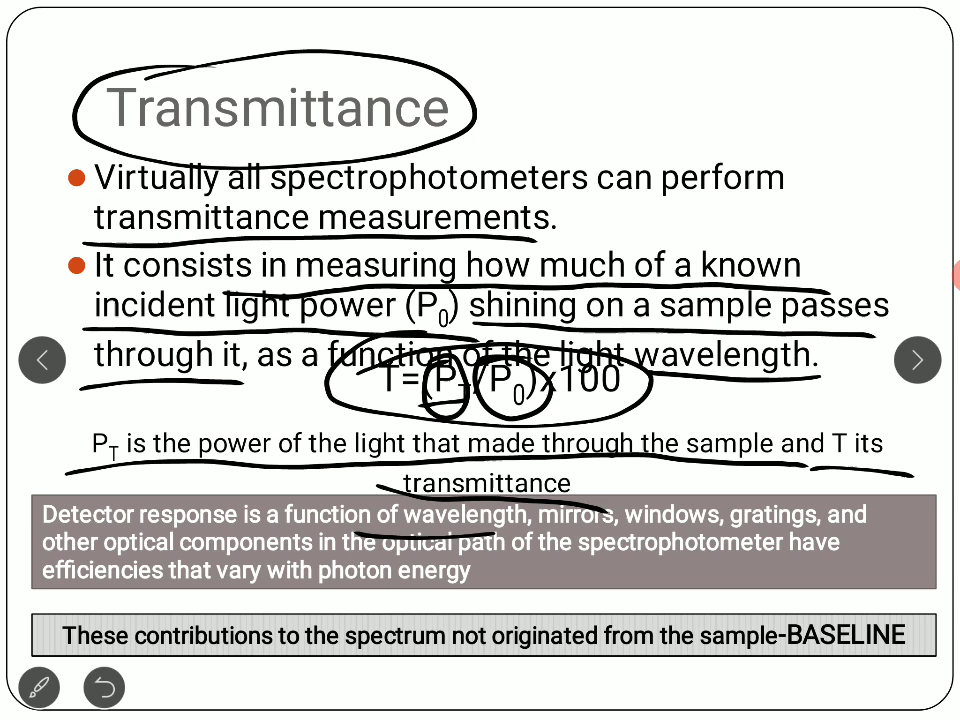 Transmittance
Virtually all spectrophotometers can perform
transmittance measurements.
It consists in measuring how much of a known
incident light power (P0) shining on a sample passes
through it, as a function of the light wavelength.
T=(PT/P0)x100
PT is the power of the light that made through the sample and T its
transmittance
Detector response is a function of wavelength, mirrors, windows, gratings, and
other optical components in the optical path of the spectrophotometer have
efficiencies that vary with photon energy
These contributions to the spectrum not originated from the sample-BASELINE